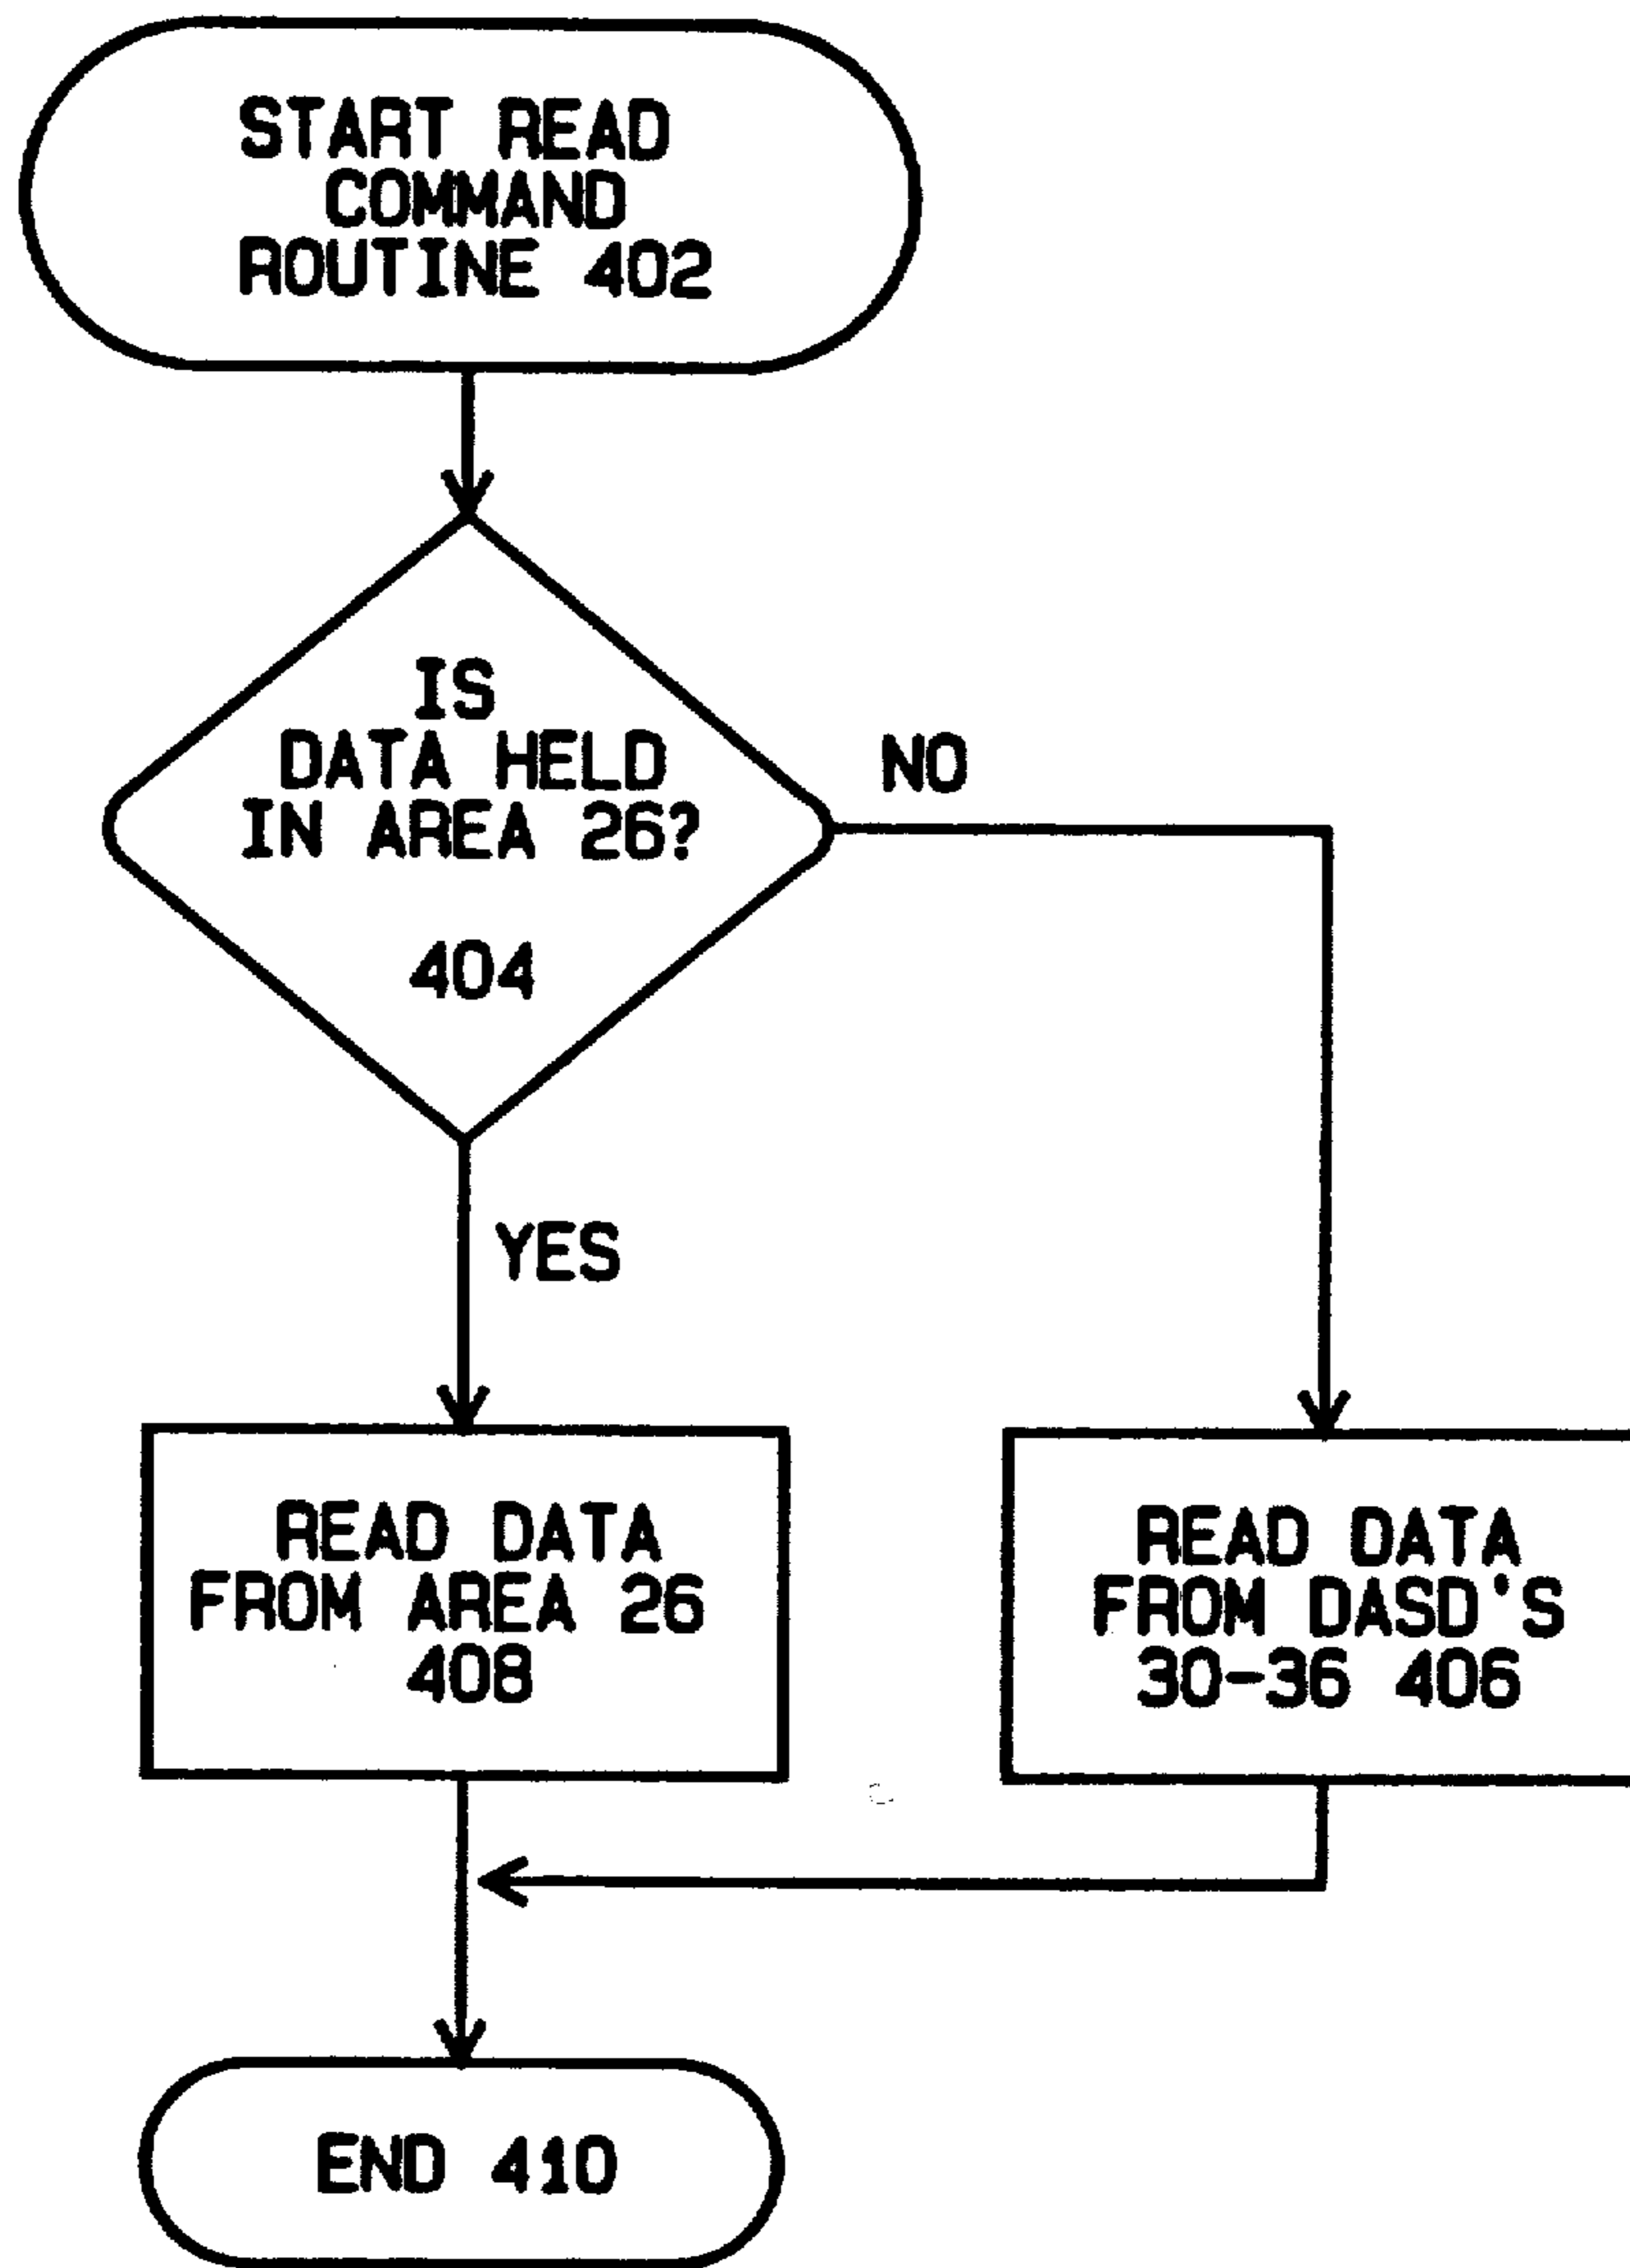 START READ
COMMAND
ROUTINE 402
IS
DATA HELD
IN AREA 26?
404
NO
YES
READ DATA
FROM AREA 26
408
READ DATA
FROM DASD'S
30-36 406
END 410